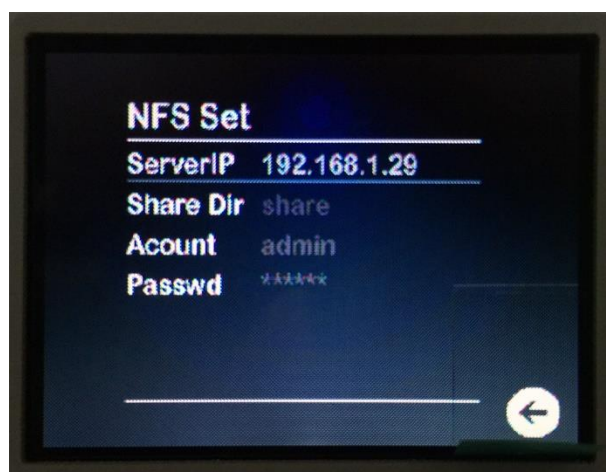 NFS Set
ServerIP 192.168.1.29
Share Dir share
Acount admin
Passwd ******